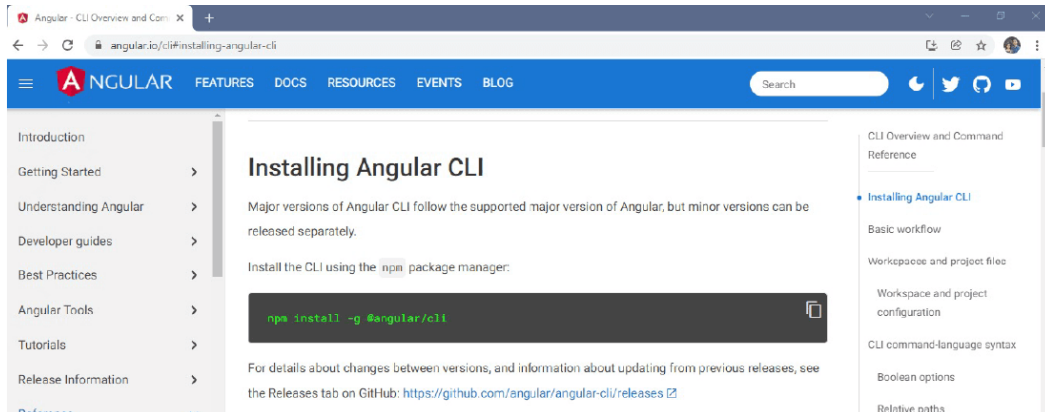 Angular - CLI Overview and Com
angular.io/cli#installing-angular-cli
ANGULAR FEATURES DOCS RESOURCES EVENTS BLOG Search
Introduction
Getting Started
Understanding Angular
Developer guides
Best Practices
Angular Tools
Tutorials
Release Information
Reference
Installing Angular CLI
Major versions of Angular CLI follow the supported major version of Angular, but minor versions can be
released separately.
Install the CLI using the npm package manager:
npm install -g @angular/cli
For details about changes between versions, and information about updating from previous releases, see
the Releases tab on GitHub: https://github.com/angular/angular-cli/releases
CLI Overview and Command
Reference
Installing Angular CLI
Basic workflow
Workspaces and project files
Workspace and project
configuration
CLI command-language syntax
Boolean options
Relative paths